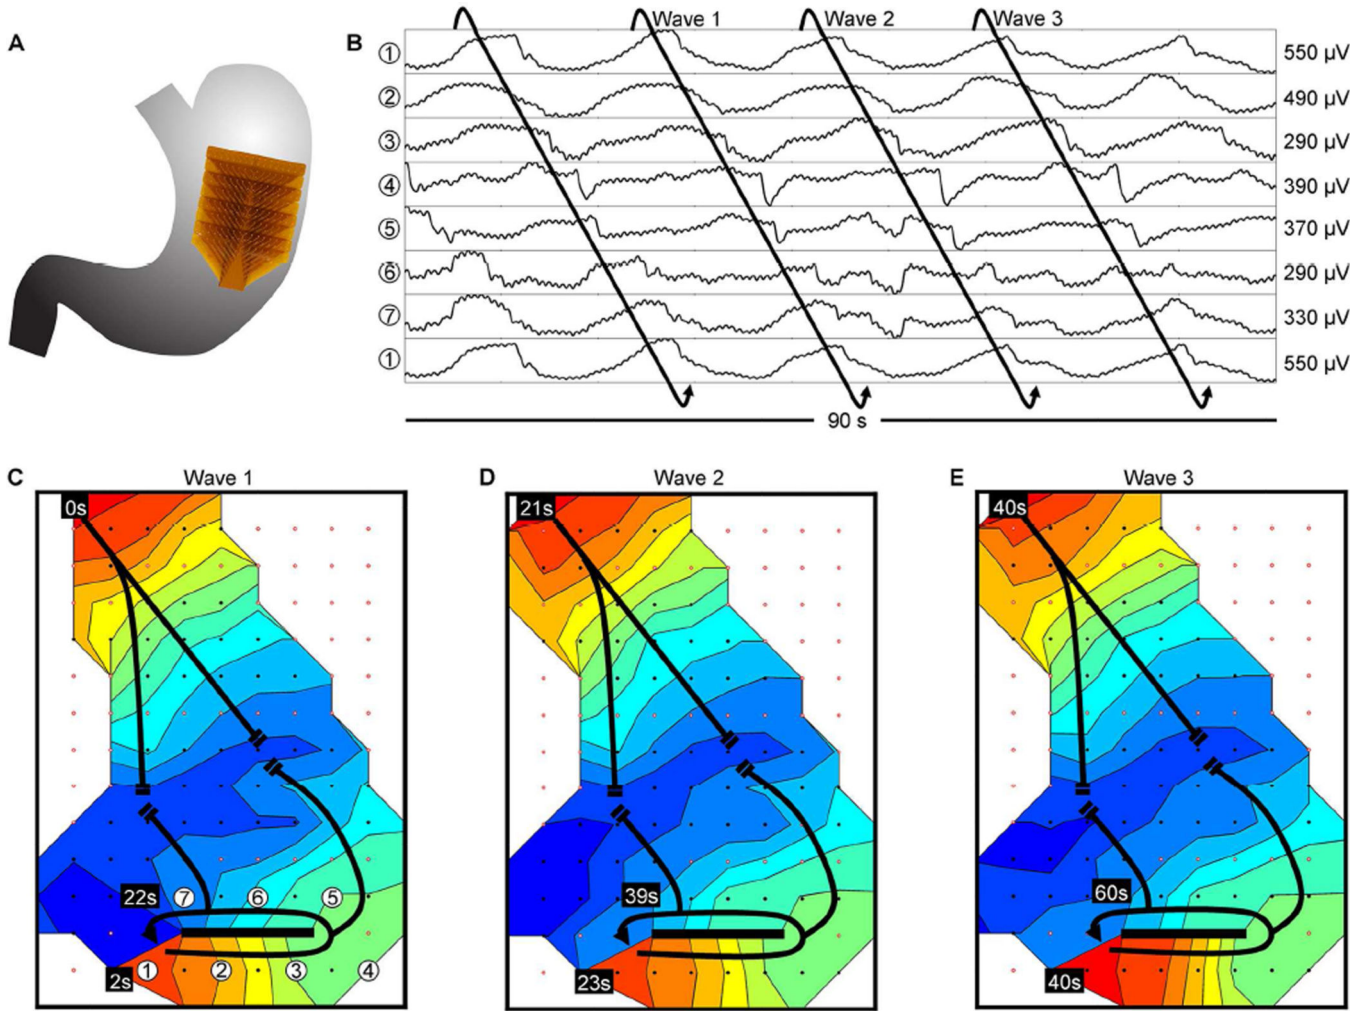 A
B
Wave 1 Wave 2 Wave 3
① 550 µV
② 490 µV
③ 290 µV
④ 390 µV
⑤ 370 µV
⑥ 290 µV
⑦ 330 µV
① 550 µV
90 s
C Wave 1
0s
22s ⑦ ⑥ ⑤
2s ① ② ③ ④
D Wave 2
21s
39s
23s
E Wave 3
40s
60s
40s